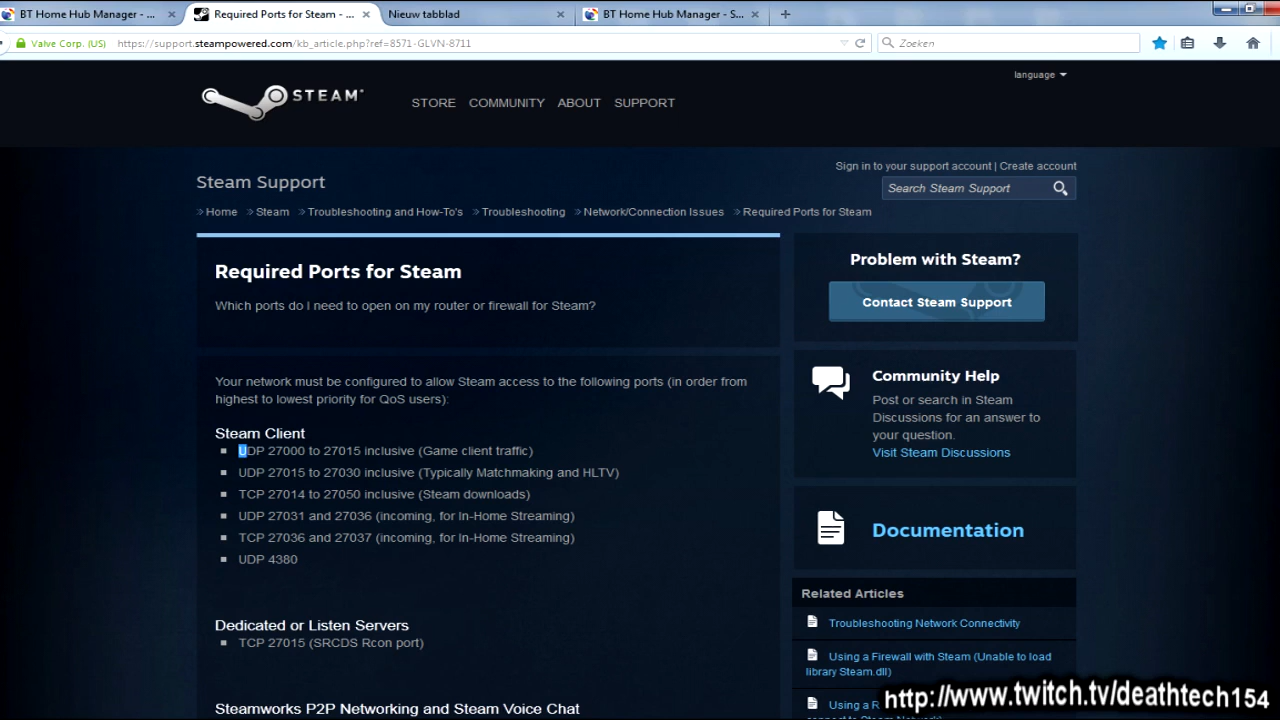 BT Home Hub Manager - ...
Required Ports for Steam - ...
Nieuw tabblad
BT Home Hub Manager - S...
Valve Corp. (US)
https://support.steampowered.com/kb_article.php?ref=8571-GLVN-8711
Zoeken
language
STEAM
STORE COMMUNITY ABOUT SUPPORT
Sign in to your support account | Create account
Steam Support
Search Steam Support
» Home » Steam » Troubleshooting and How-To's » Troubleshooting » Network/Connection Issues » Required Ports for Steam
Required Ports for Steam
Which ports do I need to open on my router or firewall for Steam?
Your network must be configured to allow Steam access to the following ports (in order from
highest to lowest priority for QoS users):
Steam Client
UDP 27000 to 27015 inclusive (Game client traffic)
UDP 27015 to 27030 inclusive (Typically Matchmaking and HLTV)
TCP 27014 to 27050 inclusive (Steam downloads)
UDP 27031 and 27036 (incoming, for In-Home Streaming)
TCP 27036 and 27037 (incoming, for In-Home Streaming)
UDP 4380
Dedicated or Listen Servers
TCP 27015 (SRCDS Rcon port)
Steamworks P2P Networking and Steam Voice Chat
Problem with Steam?
Contact Steam Support
Community Help
Post or search in Steam
Discussions for an answer to
your question.
Visit Steam Discussions
Documentation
Related Articles
Troubleshooting Network Connectivity
Using a Firewall with Steam (Unable to load
library Steam.dll)
Using a R
http://www.twitch.tv/deathtech154